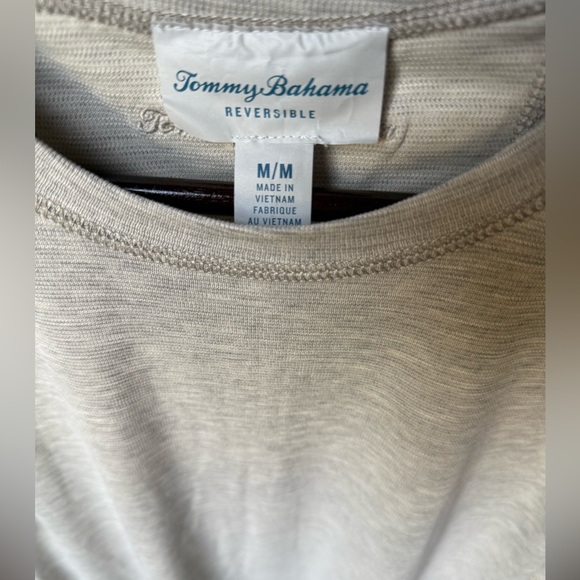 Tommy Bahama
REVERSIBLE
M/M
MADE IN
VIETNAM
FABRIQUE
AU VIETNAM